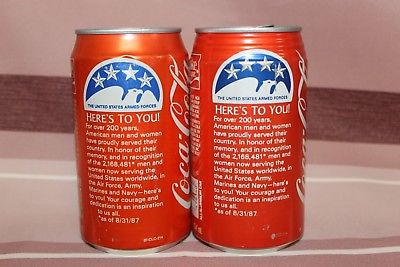 THE UNITED STATES ARMED FORCES
HERE'S TO YOU!
For over 200 years,
American men and women
have proudly served their
country. In honor of their
memory, and in recognition
of the 2,168,481* men and
women now serving the
United States worldwide, in
the Air Force, Army,
Marines and Navy—here's
to you! Your courage and
dedication is an inspiration
to us all.
*as of 8/31/87
Coca-Cola
THE UNITED STATES ARMED FORCES
HERE'S TO YOU!
For over 200 years,
American men and women
have proudly served their
country. In honor of their
memory, and in recognition
of the 2,168,481* men and
women now serving the
United States worldwide, in
the Air Force, Army,
Marines and Navy—here's
to you! Your courage and
dedication is an inspiration
to us all.
*as of 8/31/87